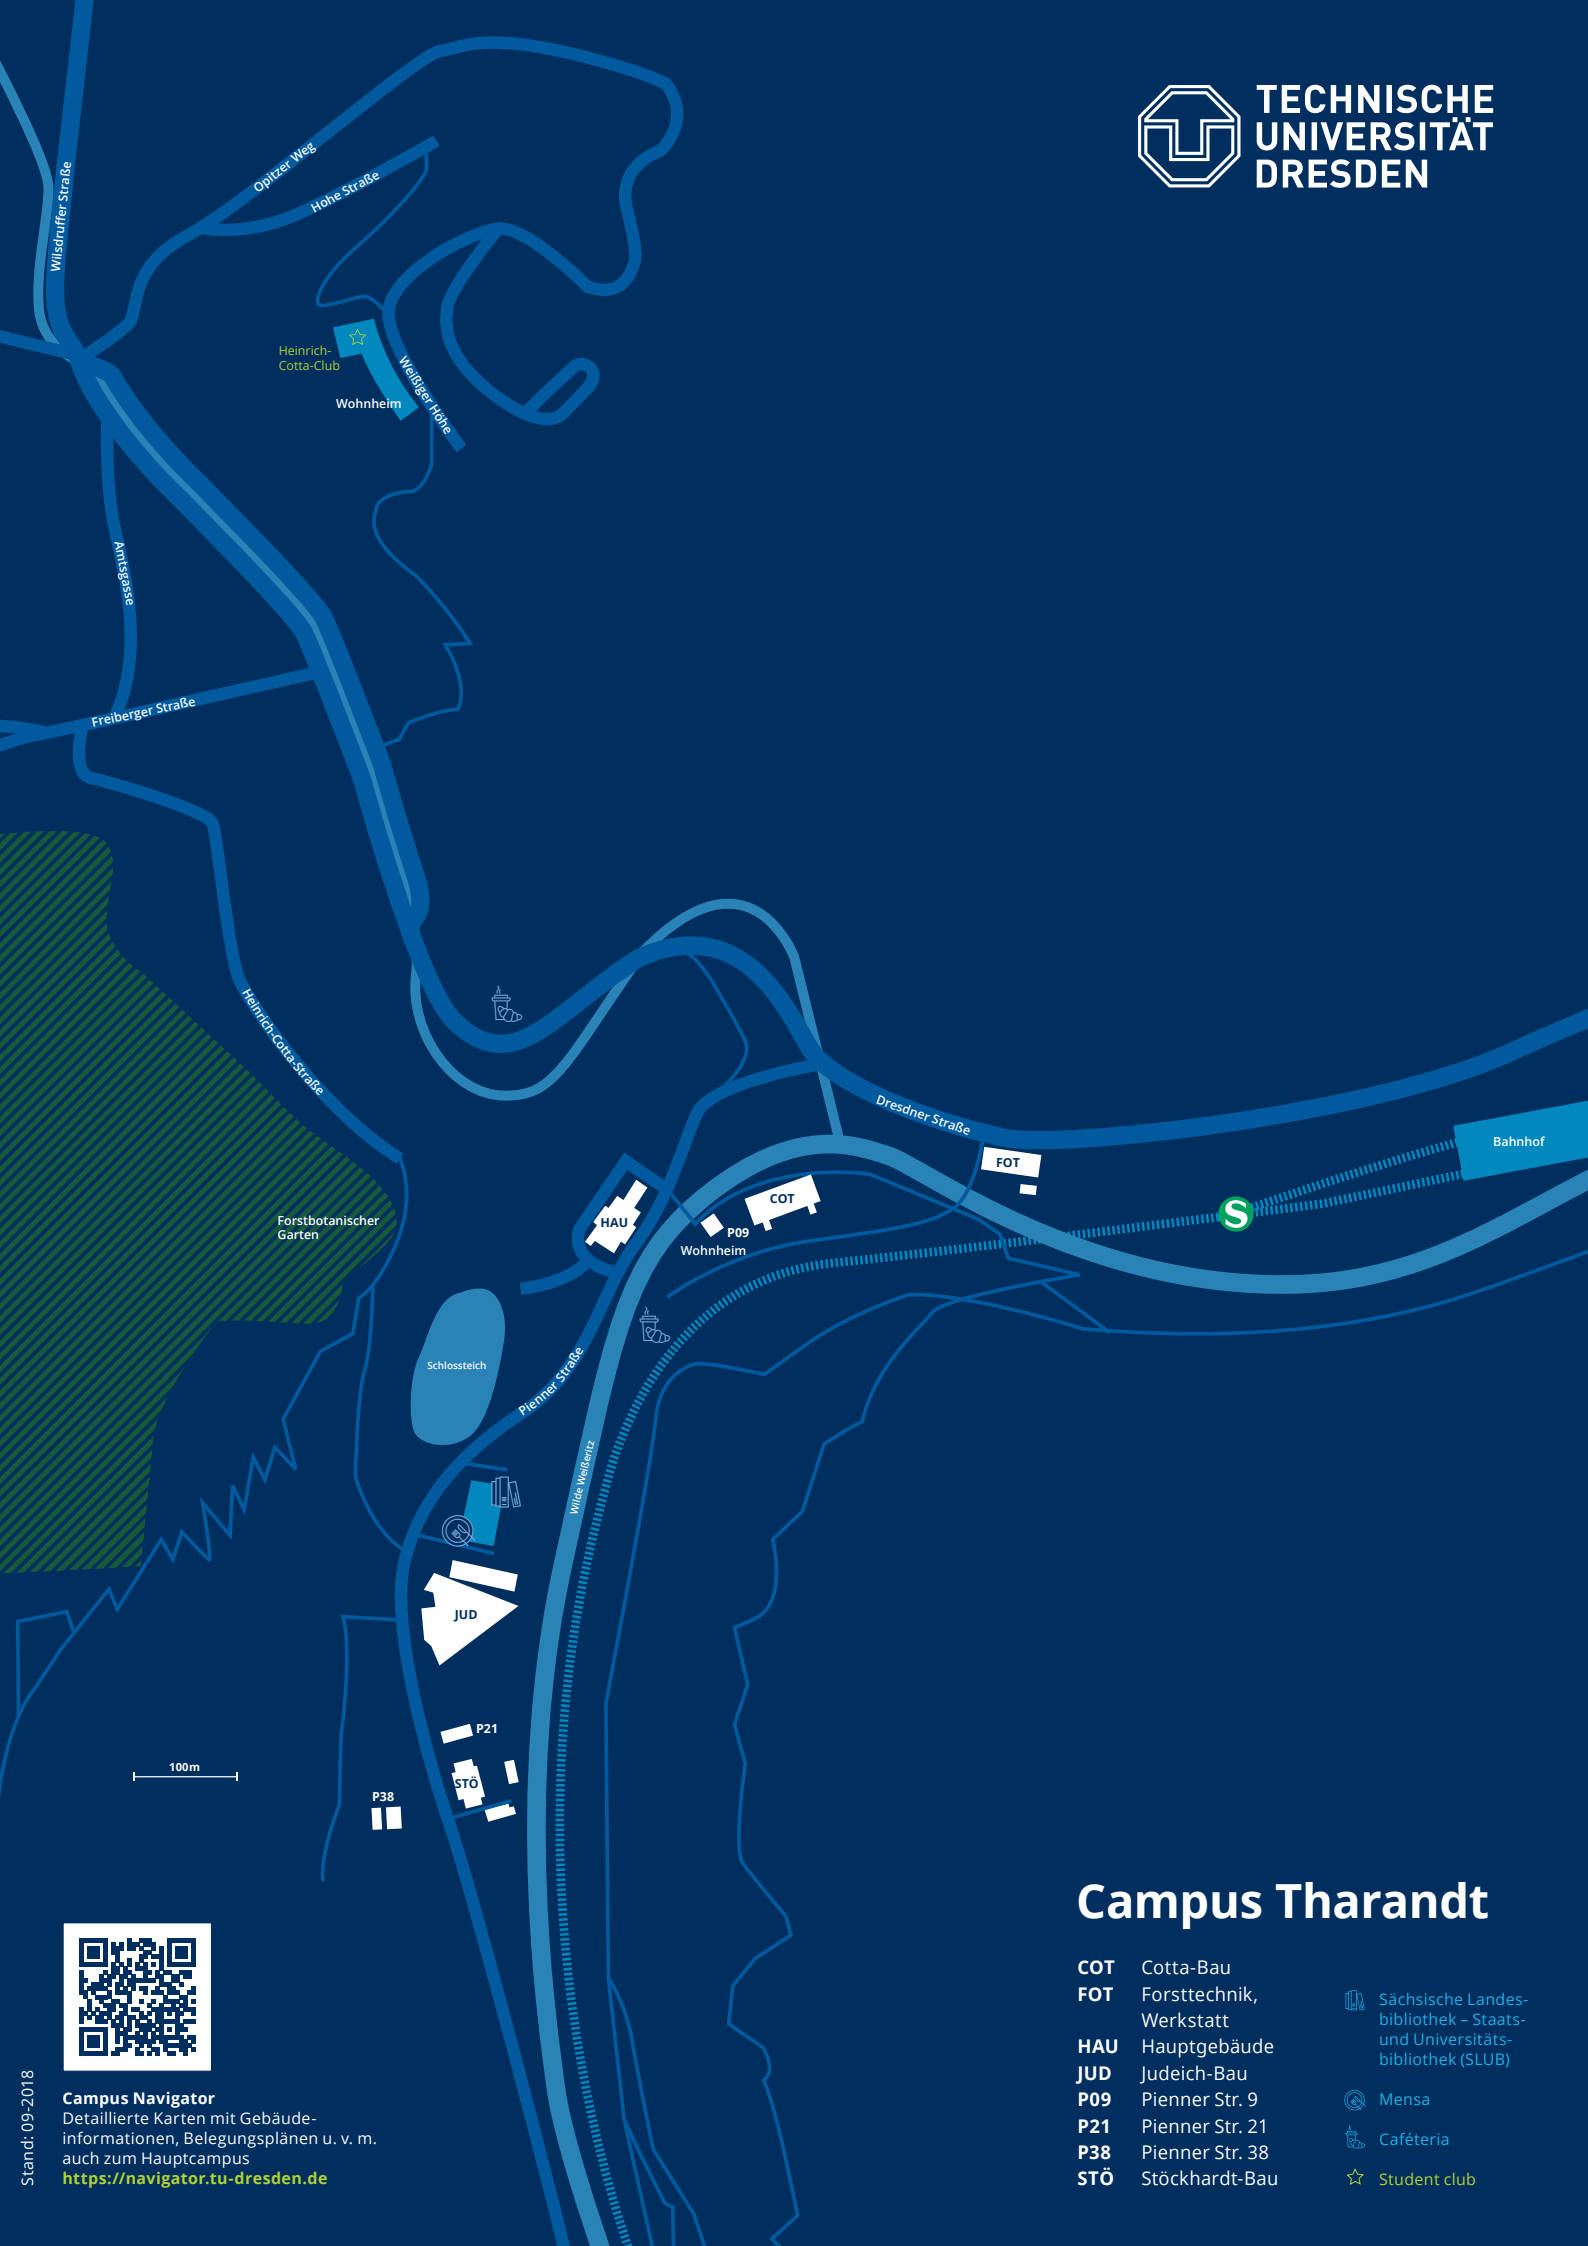 TECHNISCHE
UNIVERSITÄT
DRESDEN
Wilsdruffer Straße
Opitzer Weg
Hohe Straße
Heinrich-
Cotta-Club
Wohnheim
Weißiger Höhe
Amtsgasse
Freiberger Straße
Heinrich-Cotta-Straße
Dresdner Straße
Bahnhof
FOT
COT
S
HAU
P09
Wohnheim
Forstbotanischer
Garten
Schlossteich
Pienner Straße
Wilde Weißeritz
JUD
P21
STÖ
P38
100m
Campus Tharandt
COT Cotta-Bau
FOT Forsttechnik,
Werkstatt
HAU Hauptgebäude
JUD Judeich-Bau
P09 Pienner Str. 9
P21 Pienner Str. 21
P38 Pienner Str. 38
STÖ Stöckhardt-Bau
Sächsische Landes-
bibliothek – Staats-
und Universitäts-
bibliothek (SLUB)
Mensa
Caféteria
Student club
Campus Navigator
Detaillierte Karten mit Gebäude-
informationen, Belegungsplänen u. v. m.
auch zum Hauptcampus
https://navigator.tu-dresden.de
Stand: 09-2018